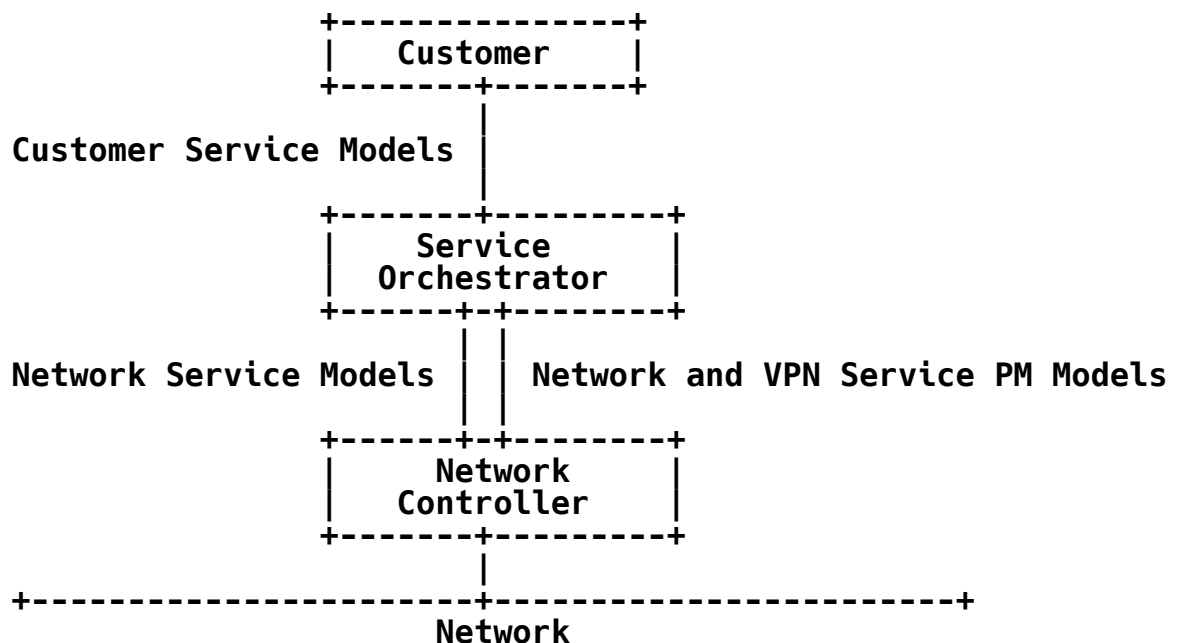 Customer
Customer Service Models
Service
Orchestrator
Network Service Models Network and VPN Service PM Models
Network
Controller
Network